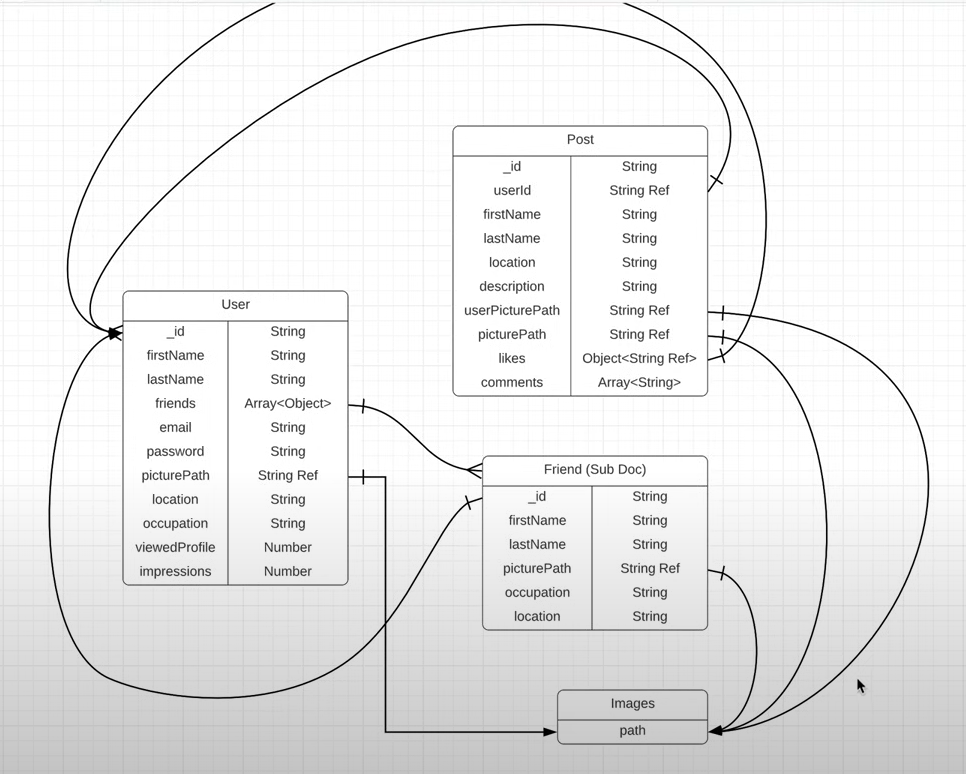 Post
_id String
userId String Ref
firstName String
lastName String
location String
description String
userPicturePath String Ref
picturePath String Ref
likes Object<String Ref>
comments Array<String>
User
_id String
firstName String
lastName String
friends Array<Object>
email String
password String
picturePath String Ref
location String
occupation String
viewedProfile Number
impressions Number
Friend (Sub Doc)
_id String
firstName String
lastName String
picturePath String Ref
occupation String
location String
Images
path